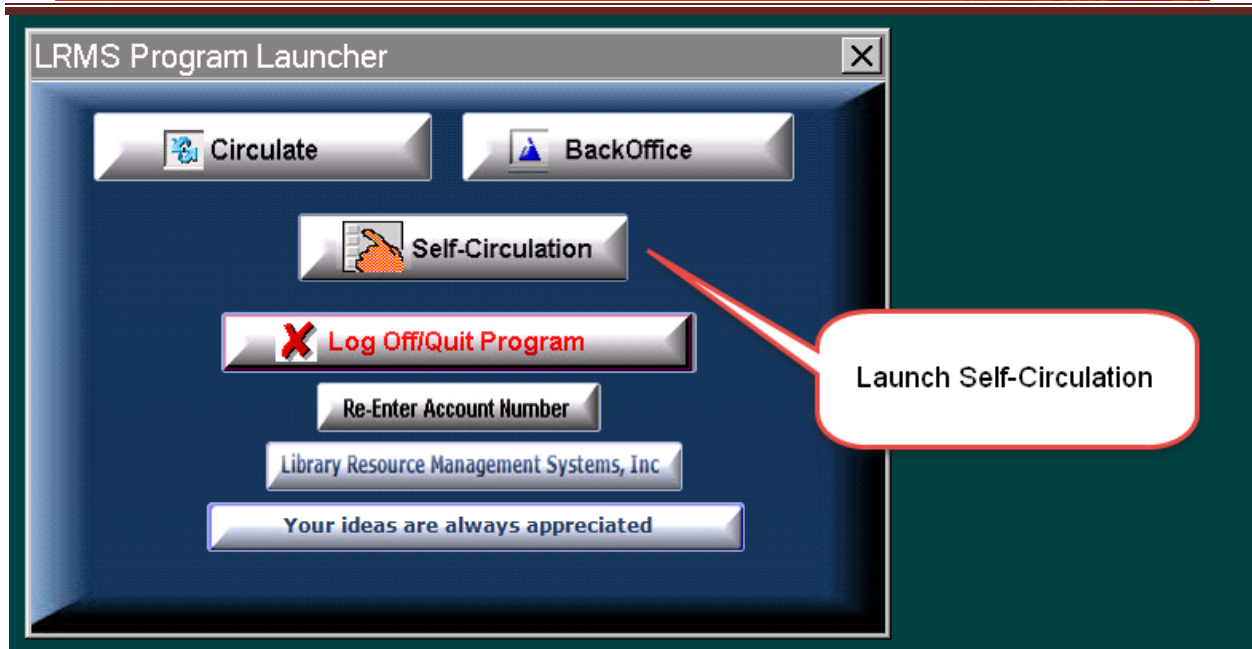 LRMS Program Launcher
Circulate
BackOffice
Self-Circulation
Log Off/Quit Program
Launch Self-Circulation
Re-Enter Account Number
Library Resource Management Systems, Inc
Your ideas are always appreciated